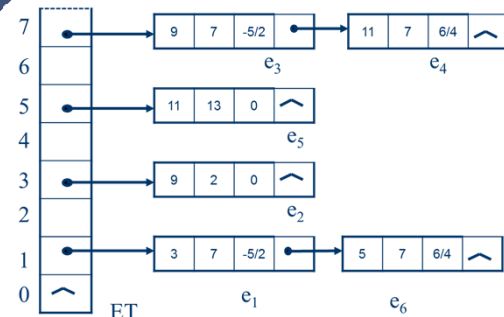 7 9 7 -5/2 11 7 6/4 ︿
e3 e4
6
5 11 13 0 ︿
e5
4
3 9 2 0 ︿
e2
2
1 3 7 -5/2 5 7 6/4 ︿
0 ︿ e1 e6
ET